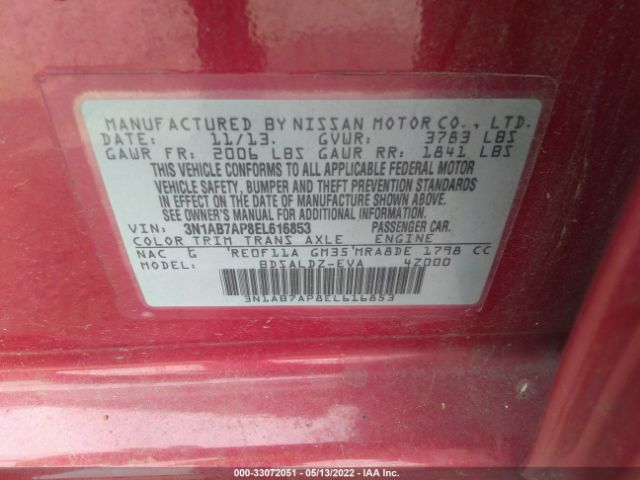 MANUFACTURED BY NISSAN MOTOR CO., LTD.
DATE: 11/13. GVWR: 3783 LBS
GAWR FR: 2006 LBS GAWR RR: 1841 LBS
THIS VEHICLE CONFORMS TO ALL APPLICABLE FEDERAL MOTOR
VEHICLE SAFETY, BUMPER AND THEFT PREVENTION STANDARDS
IN EFFECT ON THE DATE OF MANUFACTURE SHOWN ABOVE.
SEE OWNER'S MANUAL FOR ADDITIONAL INFORMATION
VIN: 3N1AB7AP8EL616853 PASSENGER CAR.
COLOR TRIM TRANS AXLE ENGINE
NAC G RE0F11A GM35 MRA8DE 1798 CC
MODEL: BDSALDZ-EVA 4Z000
3N1AB7AP8EL616853
000-33072051 - 05/13/2022 - IAA Inc.